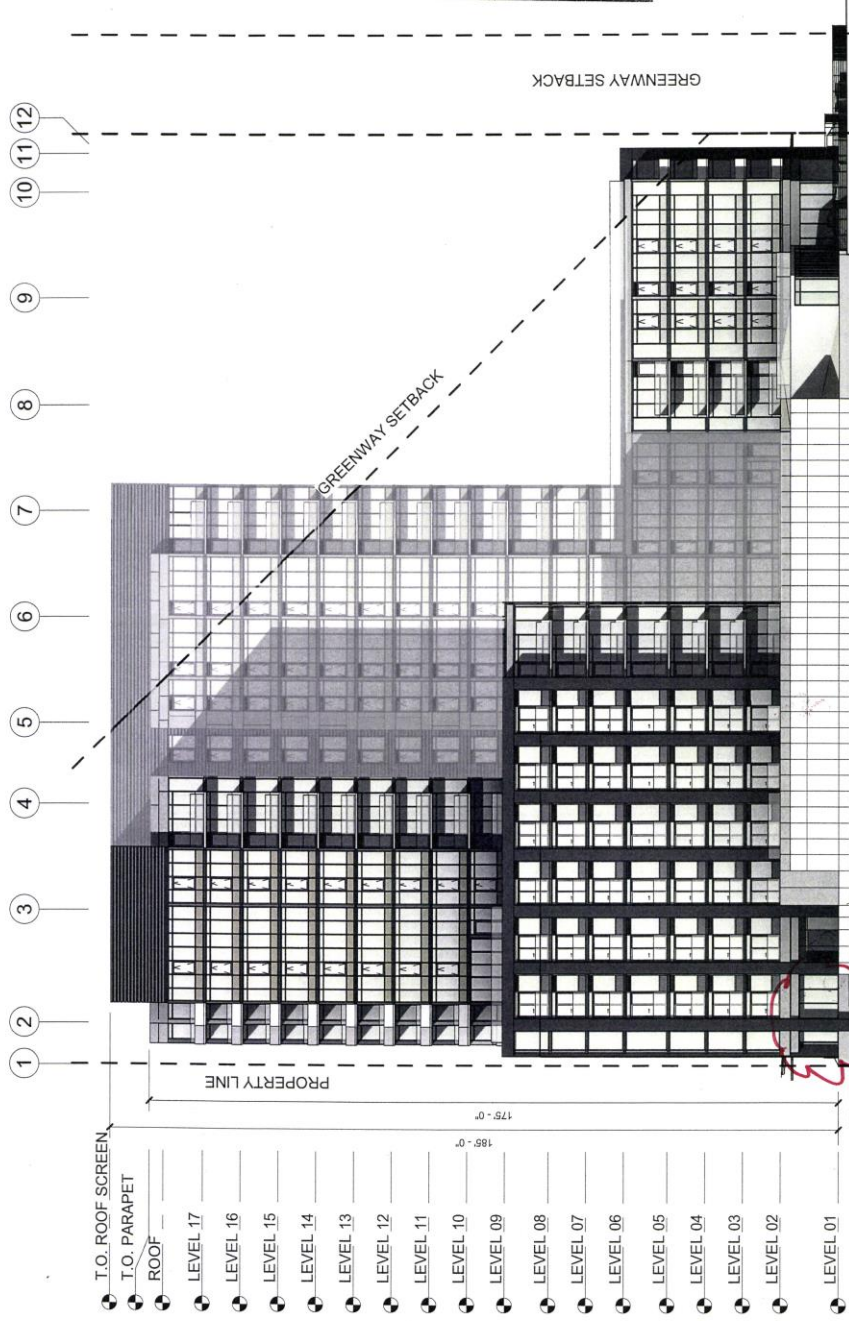 1
2
3
4
5
6
7
8
9
10
11
12
GREENWAY SETBACK
GREENWAY SETBACK
PROPERTY LINE
175' - 0"
185' - 0"
T.O. ROOF SCREEN
T.O. PARAPET
ROOF
LEVEL 17
LEVEL 16
LEVEL 15
LEVEL 14
LEVEL 13
LEVEL 12
LEVEL 11
LEVEL 10
LEVEL 09
LEVEL 08
LEVEL 07
LEVEL 06
LEVEL 05
LEVEL 04
LEVEL 03
LEVEL 02
LEVEL 01